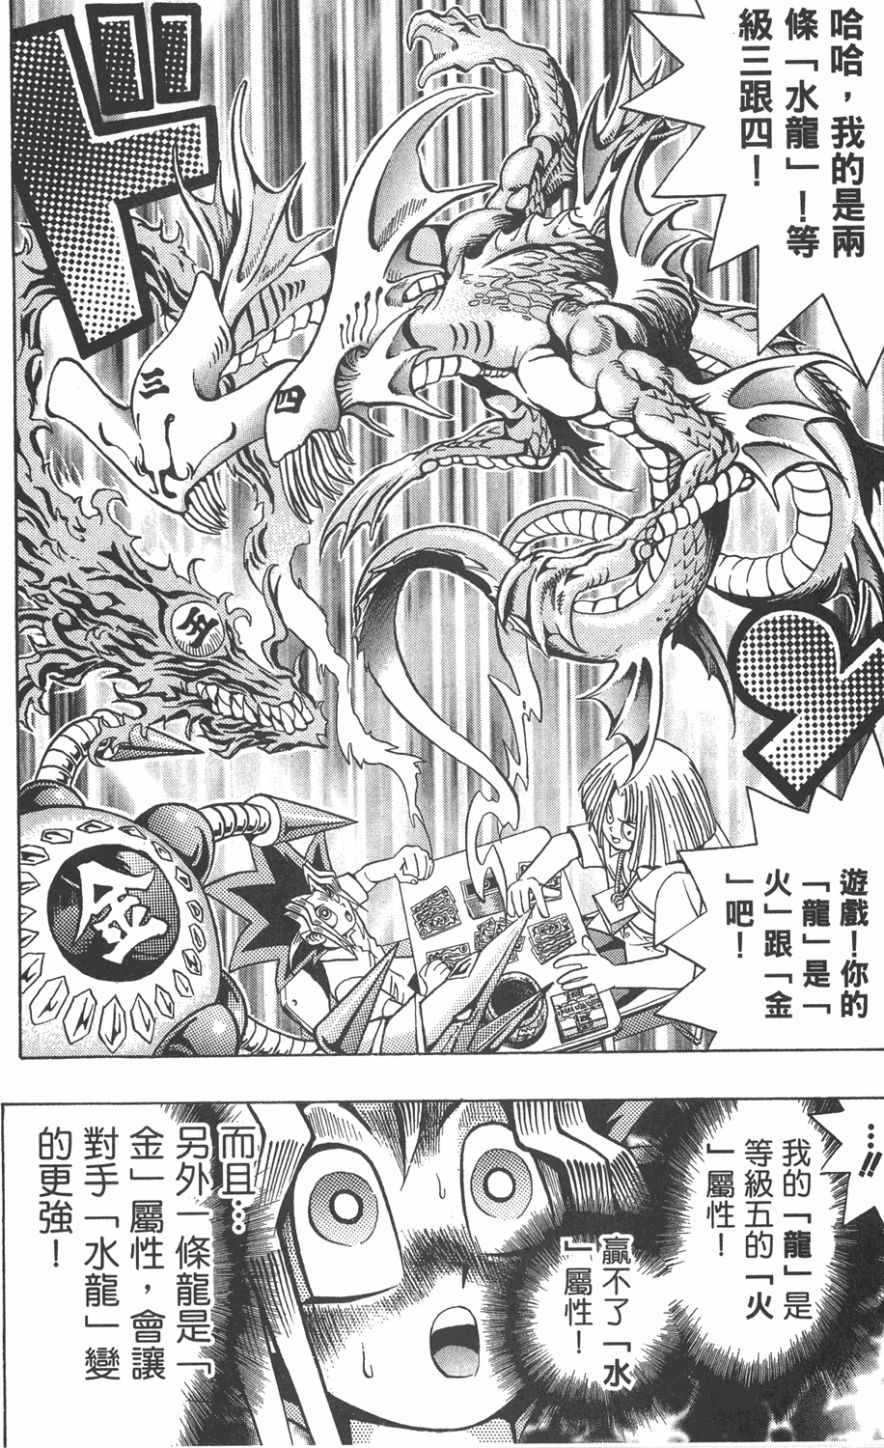 哈哈，我的是兩
條「水龍」！等
級三跟四！
ド
ン
三
四
五
金
遊戲！你的
「龍」是「
火」跟「金
」吧！
…!!
我的「龍」是
等級五的「火
」屬性！
贏不了「水
」屬性！
而且…
另外一條龍是「
金」屬性，會讓
對手「水龍」變
的更強！